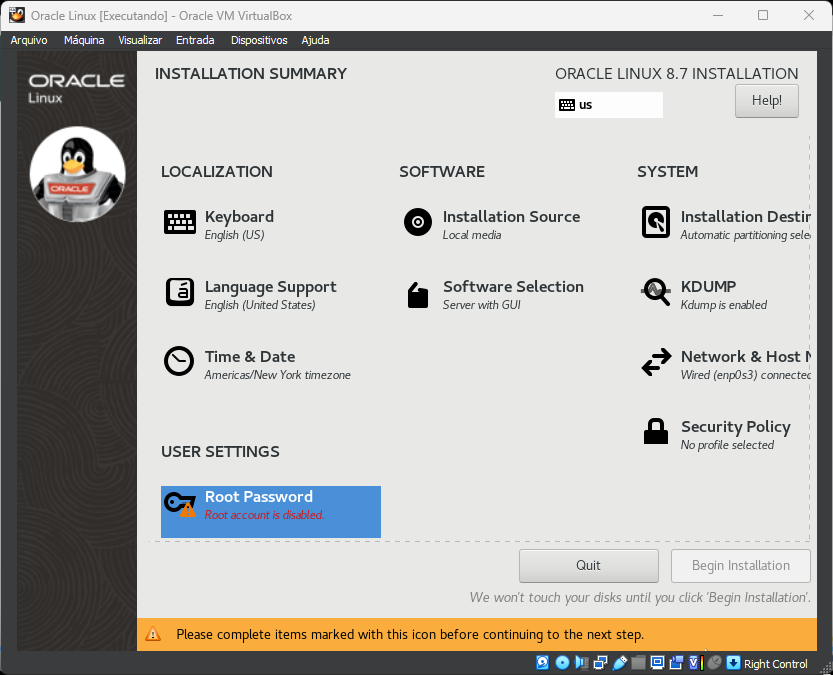 Oracle Linux [Executando] - Oracle VM VirtualBox
Arquivo Máquina Visualizar Entrada Dispositivos Ajuda
ORACLE
Linux
ORACLE
INSTALLATION SUMMARY
ORACLE LINUX 8.7 INSTALLATION
us
Help!
LOCALIZATION
Keyboard
English (US)
Language Support
English (United States)
Time & Date
Americas/New York timezone
SOFTWARE
Installation Source
Local media
Software Selection
Server with GUI
SYSTEM
Installation Destin
Automatic partitioning sele
KDUMP
Kdump is enabled
Network & Host N
Wired (enp0s3) connected
Security Policy
No profile selected
USER SETTINGS
Root Password
Root account is disabled.
Quit
Begin Installation
We won't touch your disks until you click 'Begin Installation'.
Please complete items marked with this icon before continuing to the next step.
Right Control